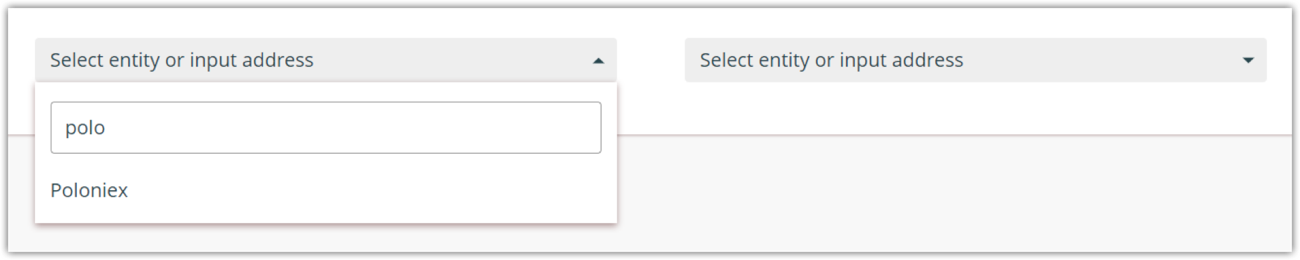 Select entity or input address
Select entity or input address
polo
Poloniex